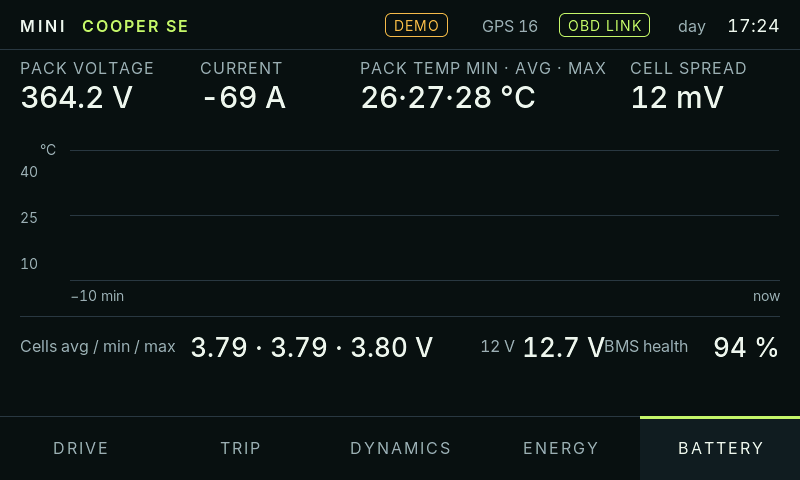 MINI COOPER SE DEMO GPS 16 OBD LINK day 17:24
PACK VOLTAGE CURRENT PACK TEMP MIN · AVG · MAX CELL SPREAD
364.2 V -69 A 26·27·28 °C 12 mV
°C
40
25
10
−10 min now
Cells avg / min / max 3.79 · 3.79 · 3.80 V 12 V 12.7 V BMS health 94 %
DRIVE TRIP DYNAMICS ENERGY BATTERY